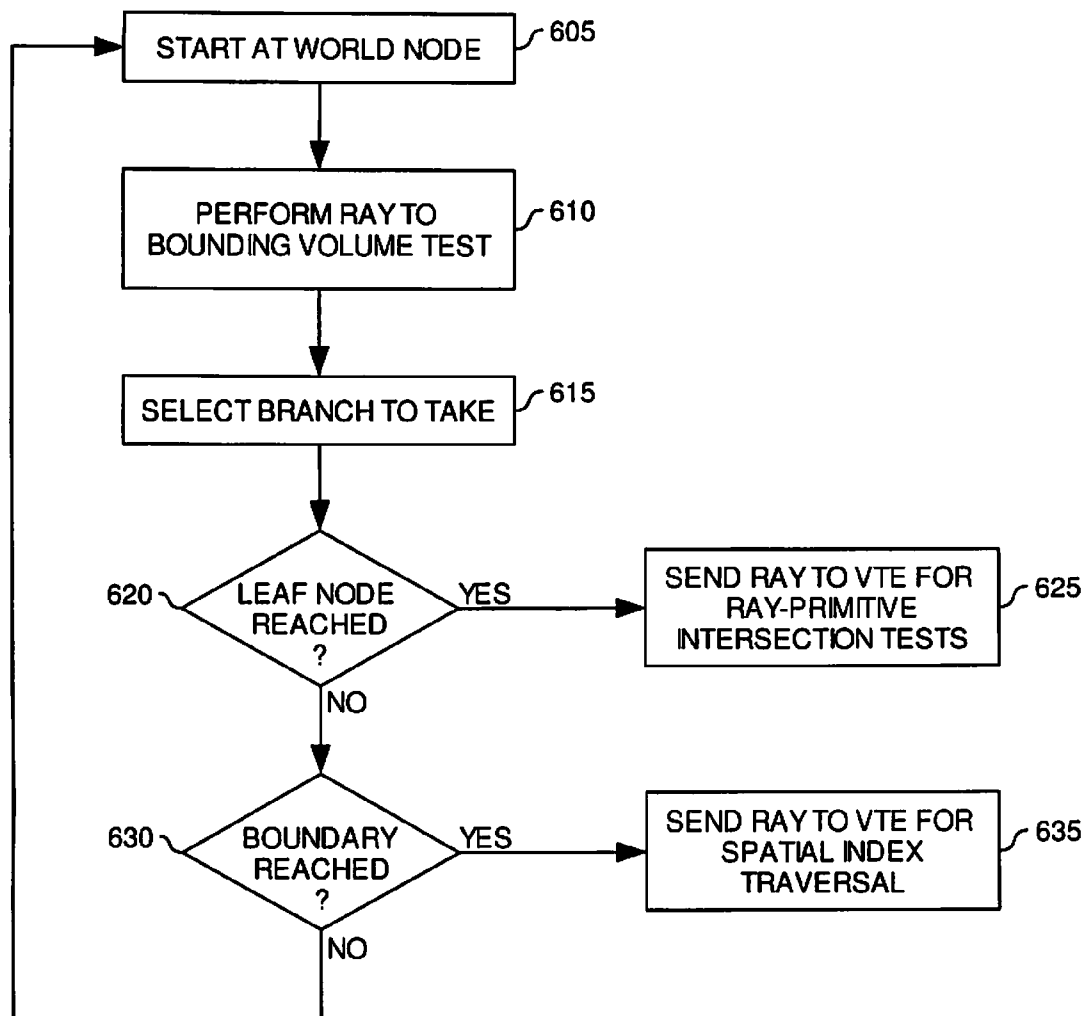 START AT WORLD NODE
605
PERFORM RAY TO
BOUNDING VOLUME TEST
610
SELECT BRANCH TO TAKE
615
620
LEAF NODE
REACHED
?
YES
NO
SEND RAY TO VTE FOR
RAY-PRIMITIVE
INTERSECTION TESTS
625
630
BOUNDARY
REACHED
?
YES
NO
SEND RAY TO VTE FOR
SPATIAL INDEX
TRAVERSAL
635